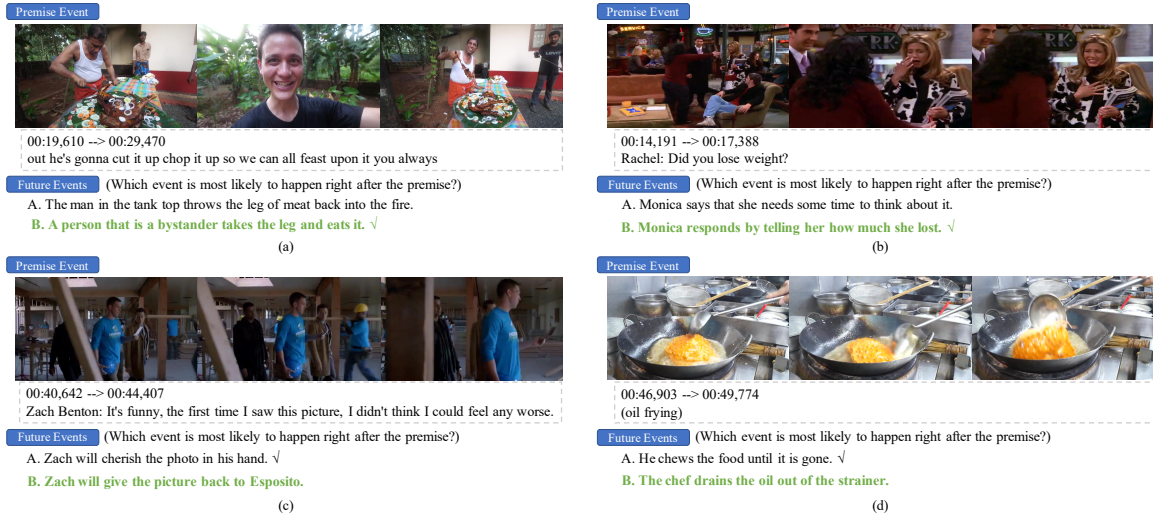 Premise Event
00:19,610 --> 00:29,470
out he's gonna cut it up chop it up so we can all feast upon it you always
Future Events (Which event is most likely to happen right after the premise?)
A. The man in the tank top throws the leg of meat back into the fire.
B. A person that is a bystander takes the leg and eats it. √
(a)
Premise Event
SERVICE
ERK
ERK
00:14,191 --> 00:17,388
Rachel: Did you lose weight?
Future Events (Which event is most likely to happen right after the premise?)
A. Monica says that she needs some time to think about it.
B. Monica responds by telling her how much she lost. √
(b)
Premise Event
00:40,642 --> 00:44,407
Zach Benton: It's funny, the first time I saw this picture, I didn't think I could feel any worse.
Future Events (Which event is most likely to happen right after the premise?)
A. Zach will cherish the photo in his hand. √
B. Zach will give the picture back to Esposito.
(c)
Premise Event
00:46,903 --> 00:49,774
(oil frying)
Future Events (Which event is most likely to happen right after the premise?)
A. He chews the food until it is gone. √
B. The chef drains the oil out of the strainer.
(d)